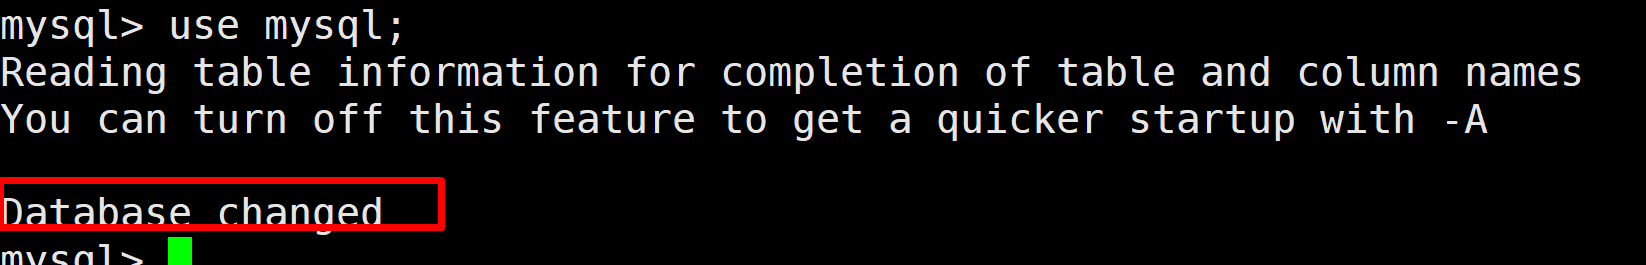 mysql> use mysql;
Reading table information for completion of table and column names
You can turn off this feature to get a quicker startup with -A
Database changed
mysql>